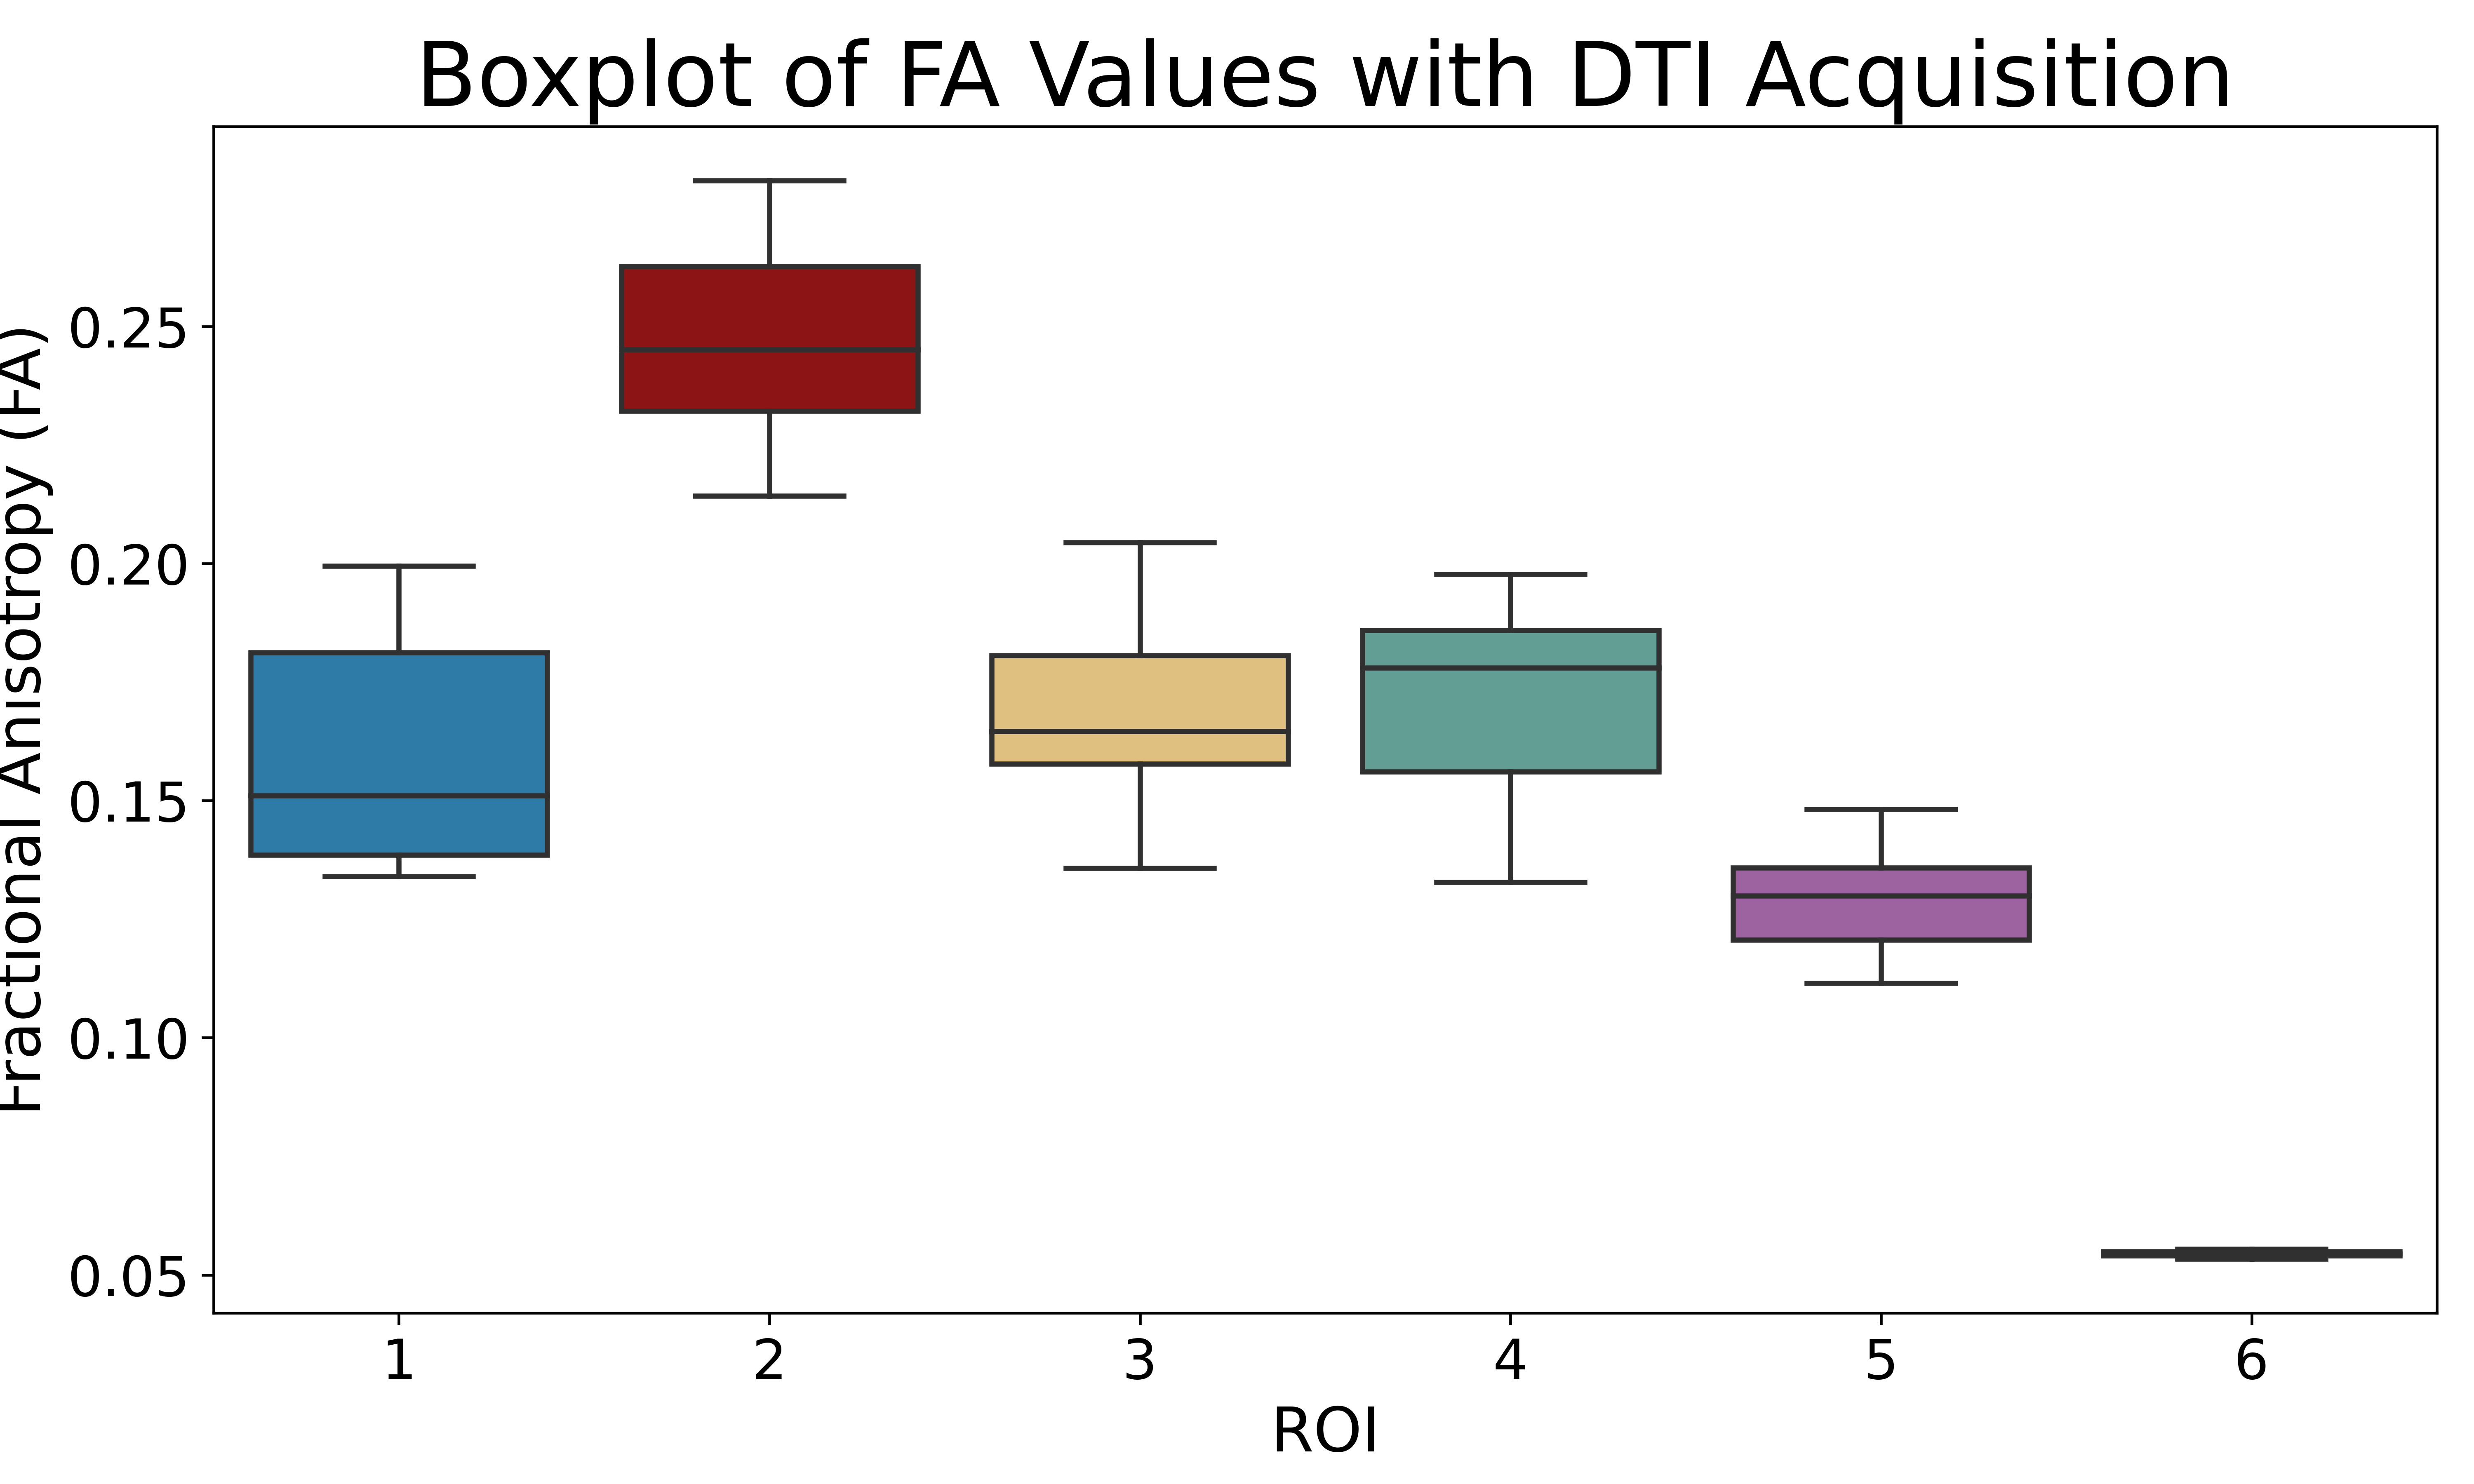 Boxplot of FA Values with DTI Acquisition
Fractional Anisotropy (FA)
0.25
0.20
0.15
0.10
0.05
1 2 3 4 5 6
ROI